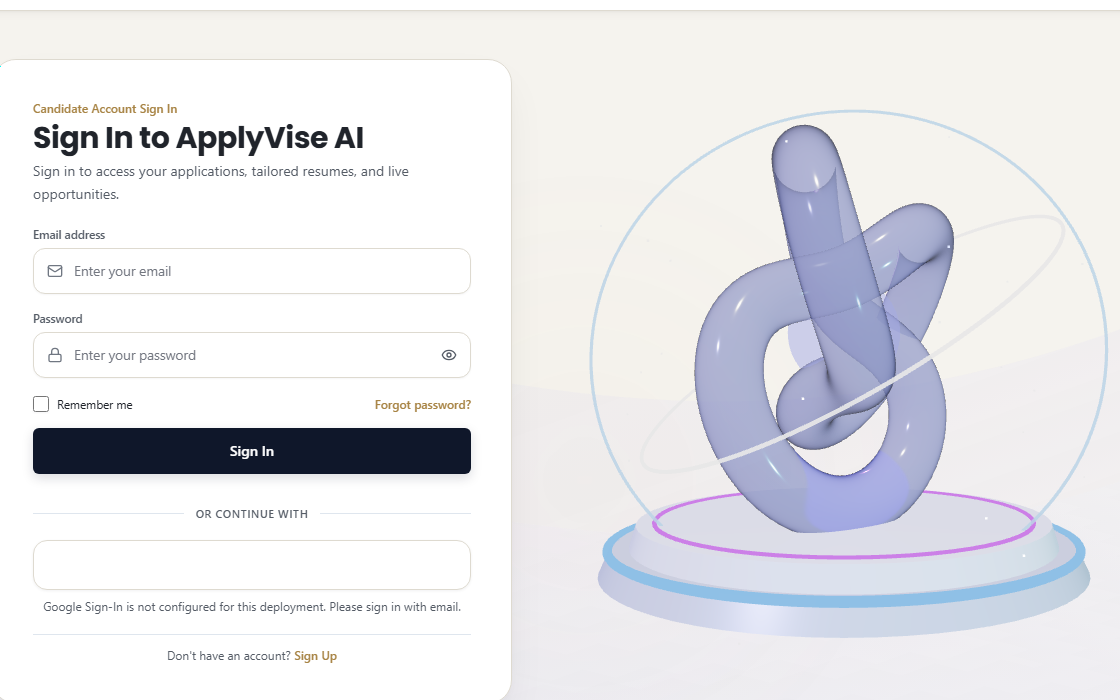 Candidate Account Sign In
Sign In to ApplyVise AI
Sign in to access your applications, tailored resumes, and live
opportunities.
Email address
Enter your email
Password
Enter your password
Remember me
Forgot password?
Sign In
OR CONTINUE WITH
Google Sign-In is not configured for this deployment. Please sign in with email.
Don't have an account? Sign Up